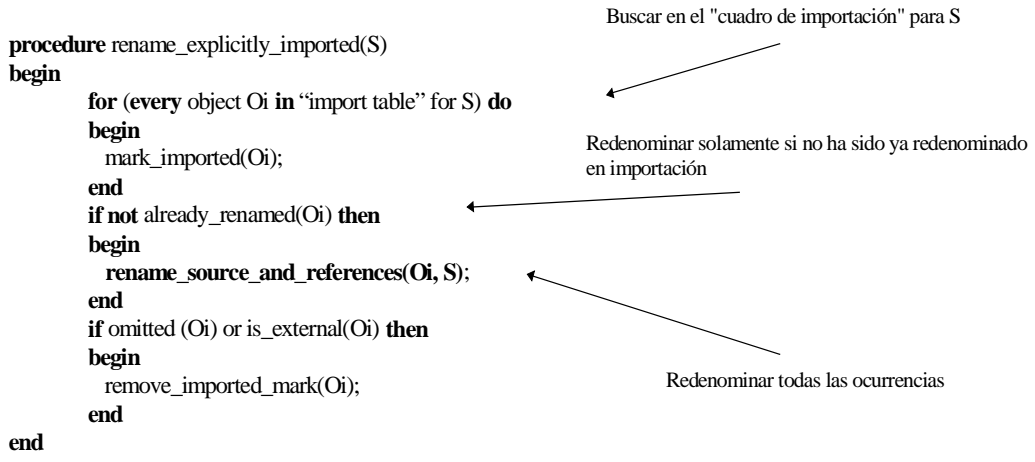 Buscar en el "cuadro de importación" para S
procedure rename_explicitly_imported(S)
begin
for (every object Oi in “import table” for S) do
begin
mark_imported(Oi);
end
Redenominar solamente si no ha sido ya redenominado
en importación
if not already_renamed(Oi) then
begin
rename_source_and_references(Oi, S);
end
if omitted (Oi) or is_external(Oi) then
begin
remove_imported_mark(Oi);
Redenominar todas las ocurrencias
end
end